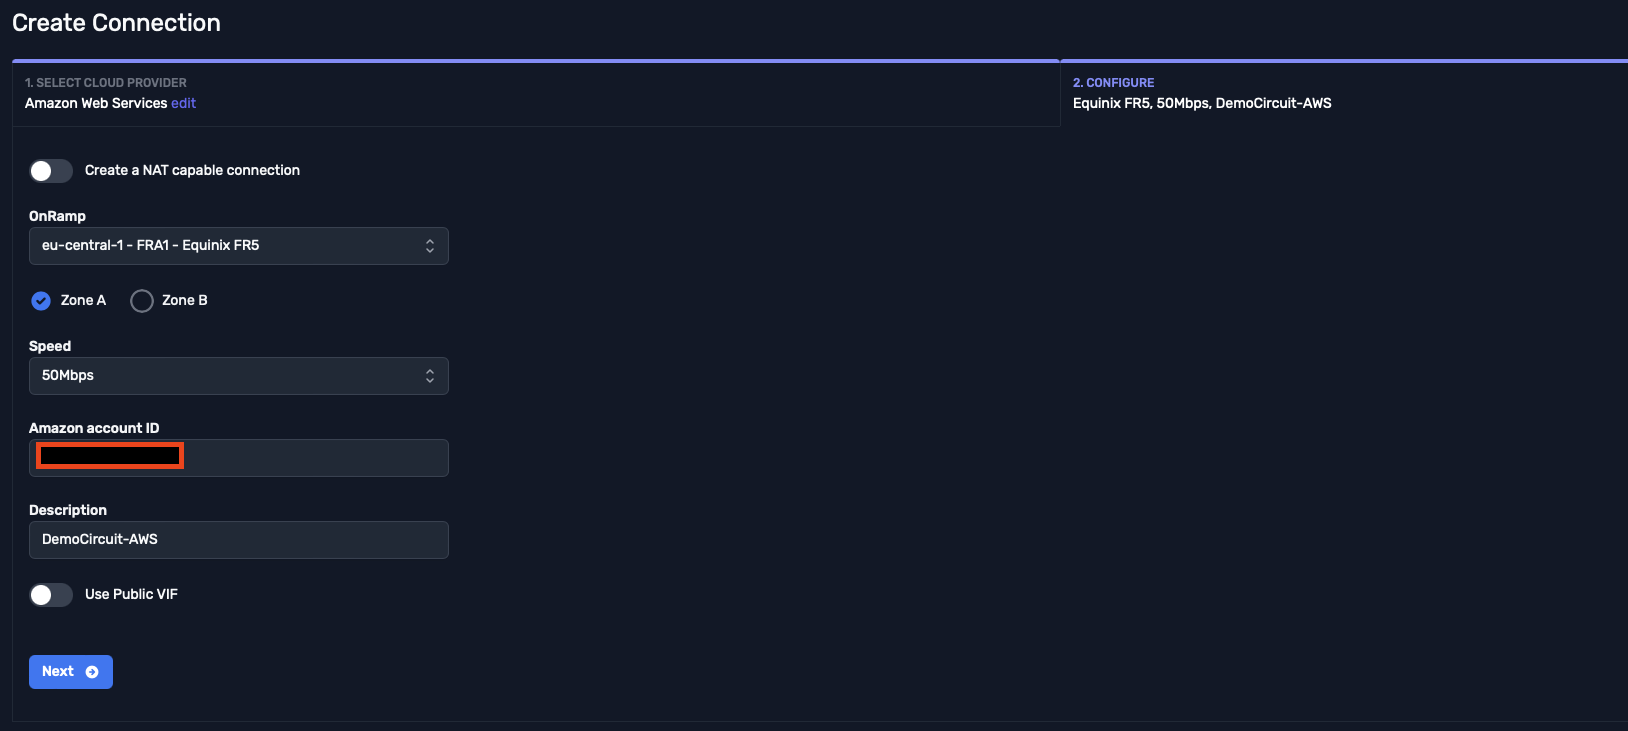 Create Connection
1. SELECT CLOUD PROVIDER
Amazon Web Services edit
2. CONFIGURE
Equinix FR5, 50Mbps, DemoCircuit-AWS
Create a NAT capable connection
OnRamp
eu-central-1 - FRA1 - Equinix FR5
Zone A
Zone B
Speed
50Mbps
Amazon account ID
Description
DemoCircuit-AWS
Use Public VIF
Next